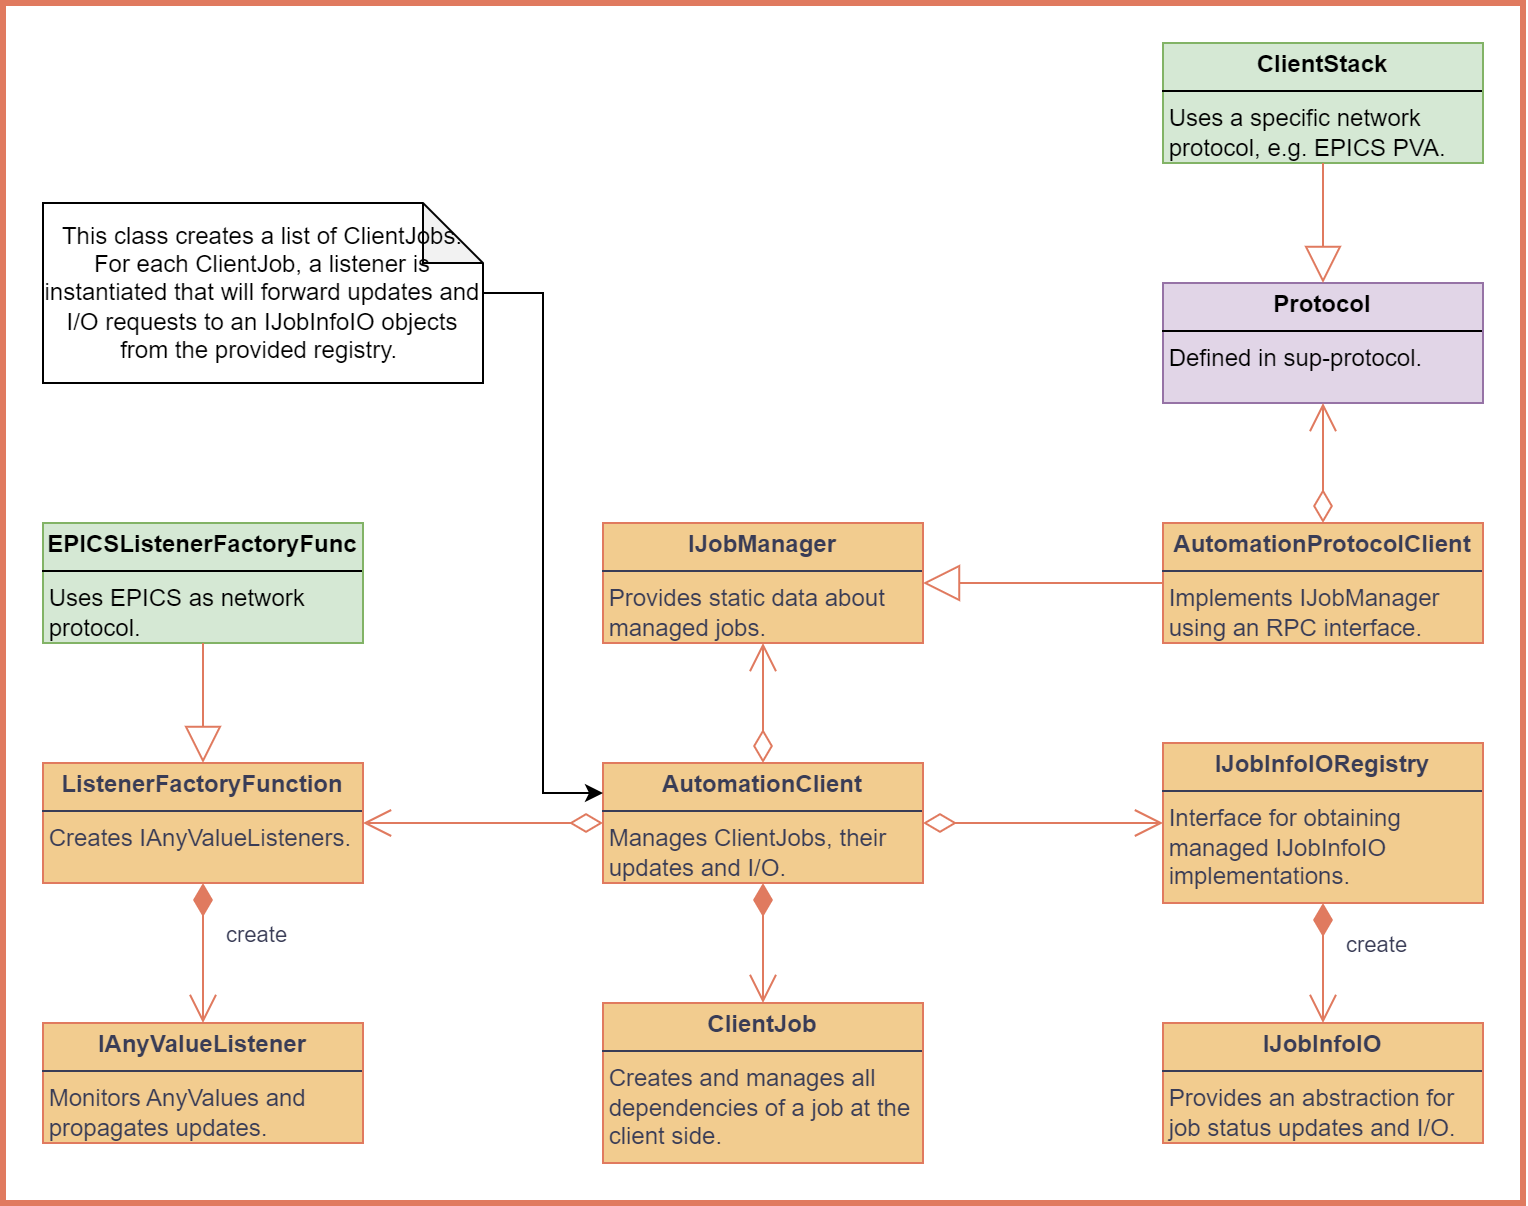 ClientStack
Uses a specific network
protocol, e.g. EPICS PVA.
This class creates a list of ClientJobs.
For each ClientJob, a listener is
instantiated that will forward updates and
I/O requests to an IJobInfoIO objects
from the provided registry.
Protocol
Defined in sup-protocol.
EPICSListenerFactoryFunc
Uses EPICS as network
protocol.
IJobManager
Provides static data about
managed jobs.
AutomationProtocolClient
Implements IJobManager
using an RPC interface.
ListenerFactoryFunction
Creates IAnyValueListeners.
AutomationClient
Manages ClientJobs, their
updates and I/O.
IJobInfoIORegistry
Interface for obtaining
managed IJobInfoIO
implementations.
create
create
IAnyValueListener
Monitors AnyValues and
propagates updates.
ClientJob
Creates and manages all
dependencies of a job at the
client side.
IJobInfoIO
Provides an abstraction for
job status updates and I/O.